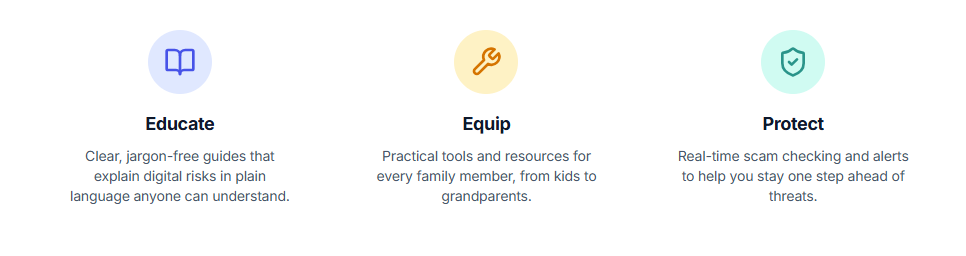 Educate
Clear, jargon-free guides that
explain digital risks in plain
language anyone can understand.
Equip
Practical tools and resources for
every family member, from kids to
grandparents.
Protect
Real-time scam checking and alerts
to help you stay one step ahead of
threats.